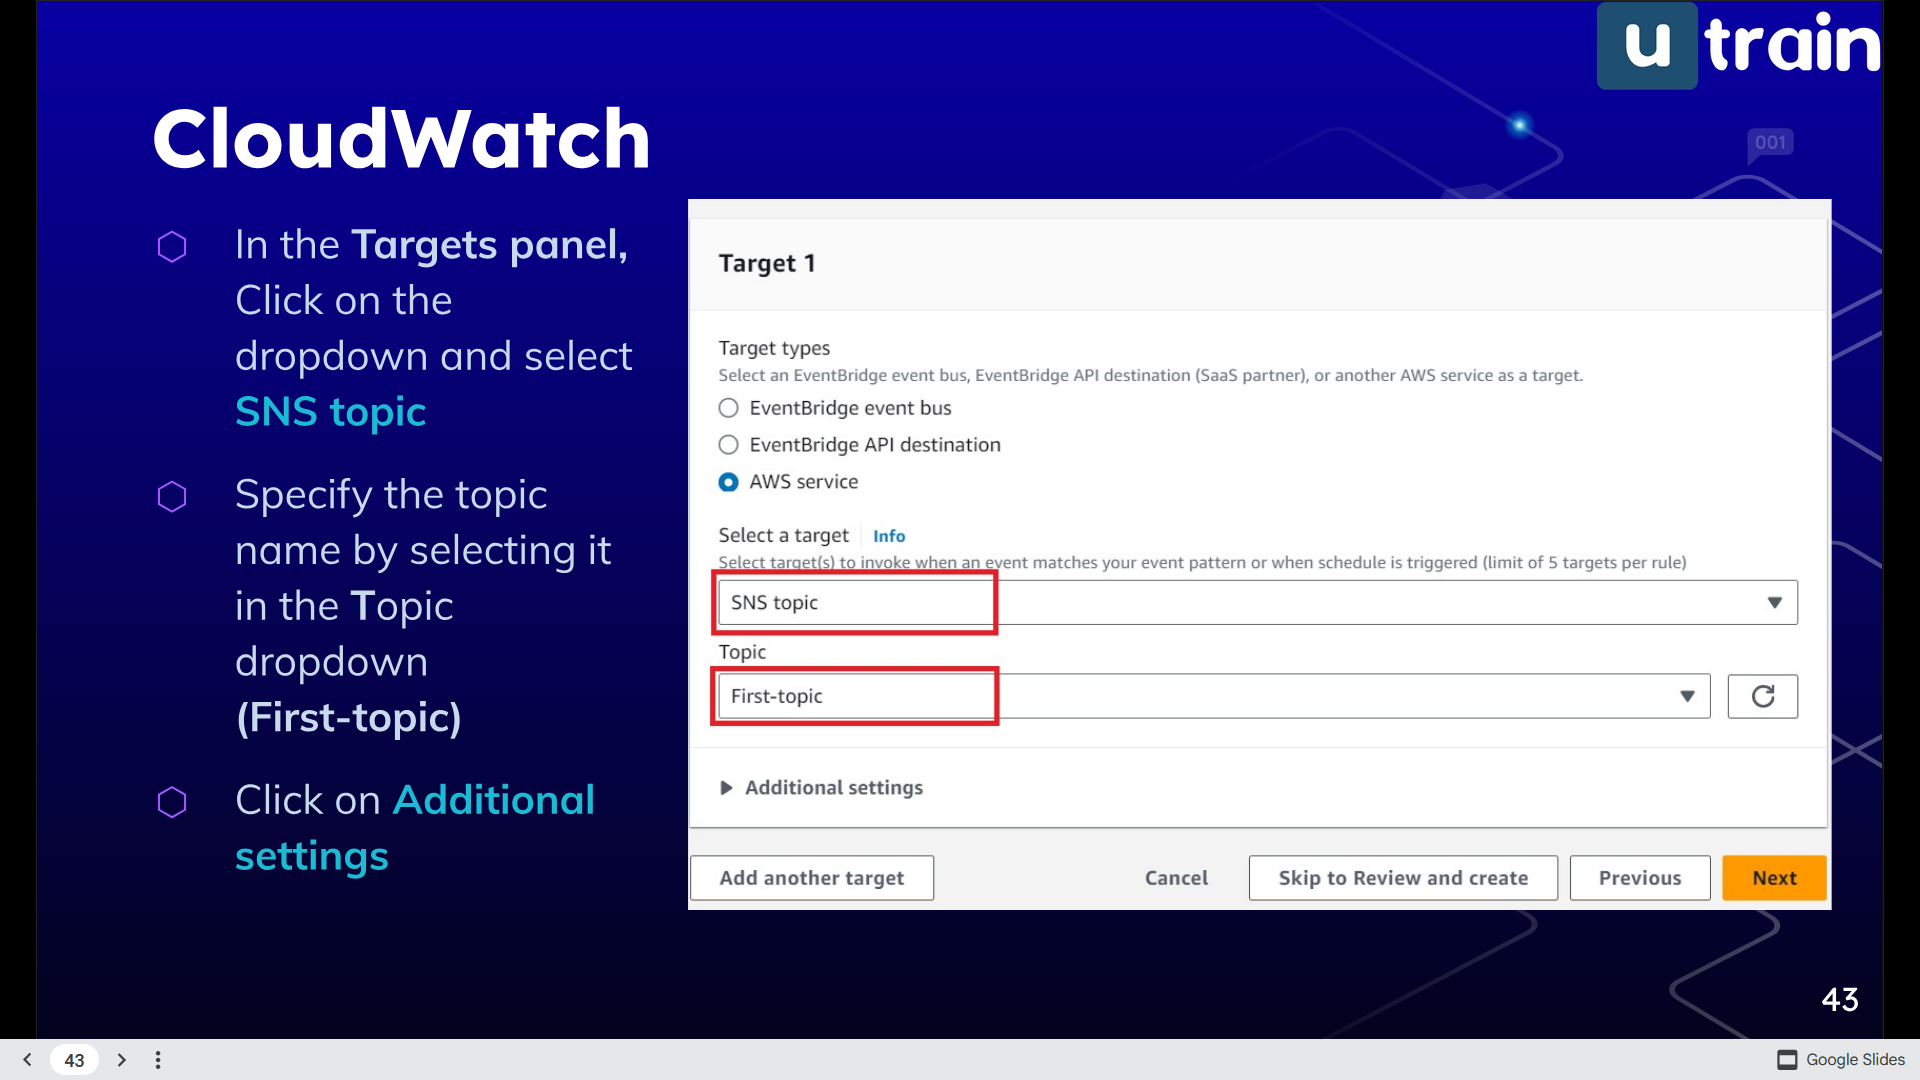 u train
001
CloudWatch
In the Targets panel,
Click on the
dropdown and select
SNS topic
Specify the topic
name by selecting it
in the Topic
dropdown
(First-topic)
Click on Additional
settings
Target 1
Target types
Select an EventBridge event bus, EventBridge API destination (SaaS partner), or another AWS service as a target.
EventBridge event bus
EventBridge API destination
AWS service
Select a target Info
Select target(s) to invoke when an event matches your event pattern or when schedule is triggered (limit of 5 targets per rule)
SNS topic
Topic
First-topic
Additional settings
Add another target Cancel Skip to Review and create Previous Next
43
43 Google Slides